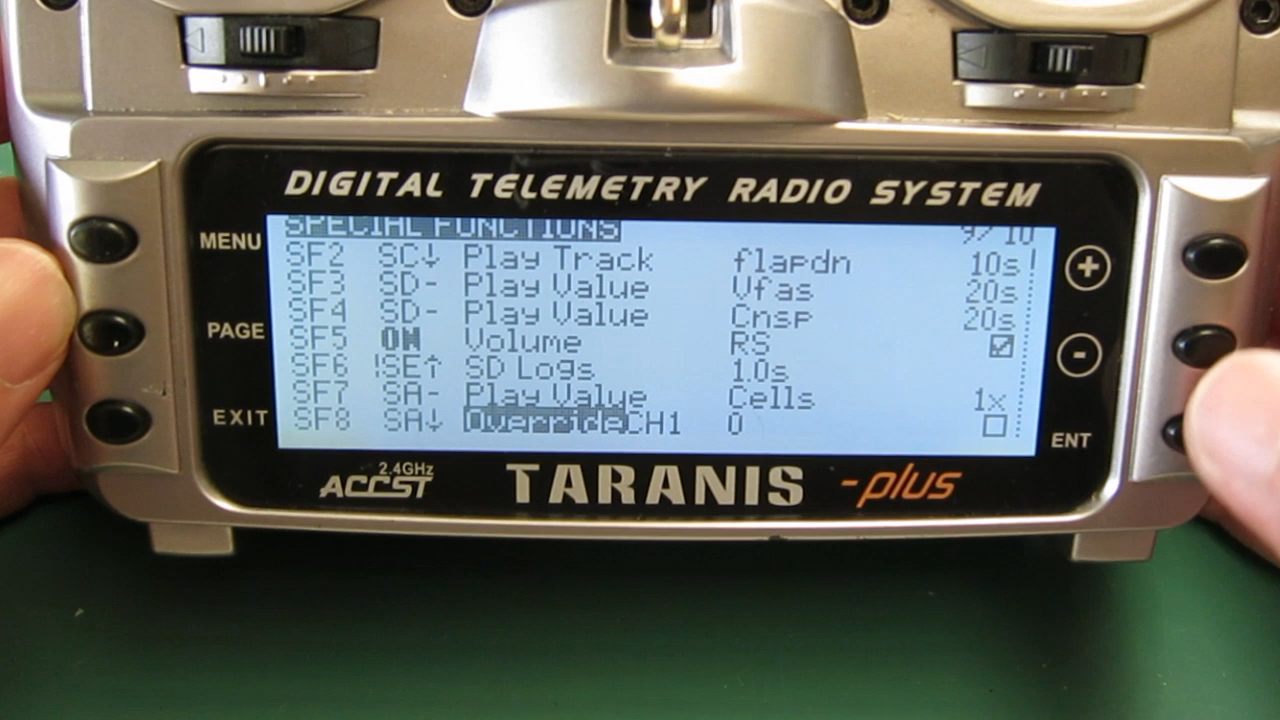 DIGITAL TELEMETRY RADIO SYSTEM
MENU
PAGE
EXIT
SPECIAL FUNCTIONS 9/10
SF2 SC↓ Play Track flapdn 10s
SF3 SD- Play Value Vfas 20s
SF4 SD- Play Value Cnsp 20s
SF5 ON Volume RS
SF6 !SE↑ SD Logs 1.0s
SF7 SA- Play Value Cells 1x
SF8 SA↓ Override CH1 0
+
-
ENT
2.4GHz
ACCST TARANIS -plus